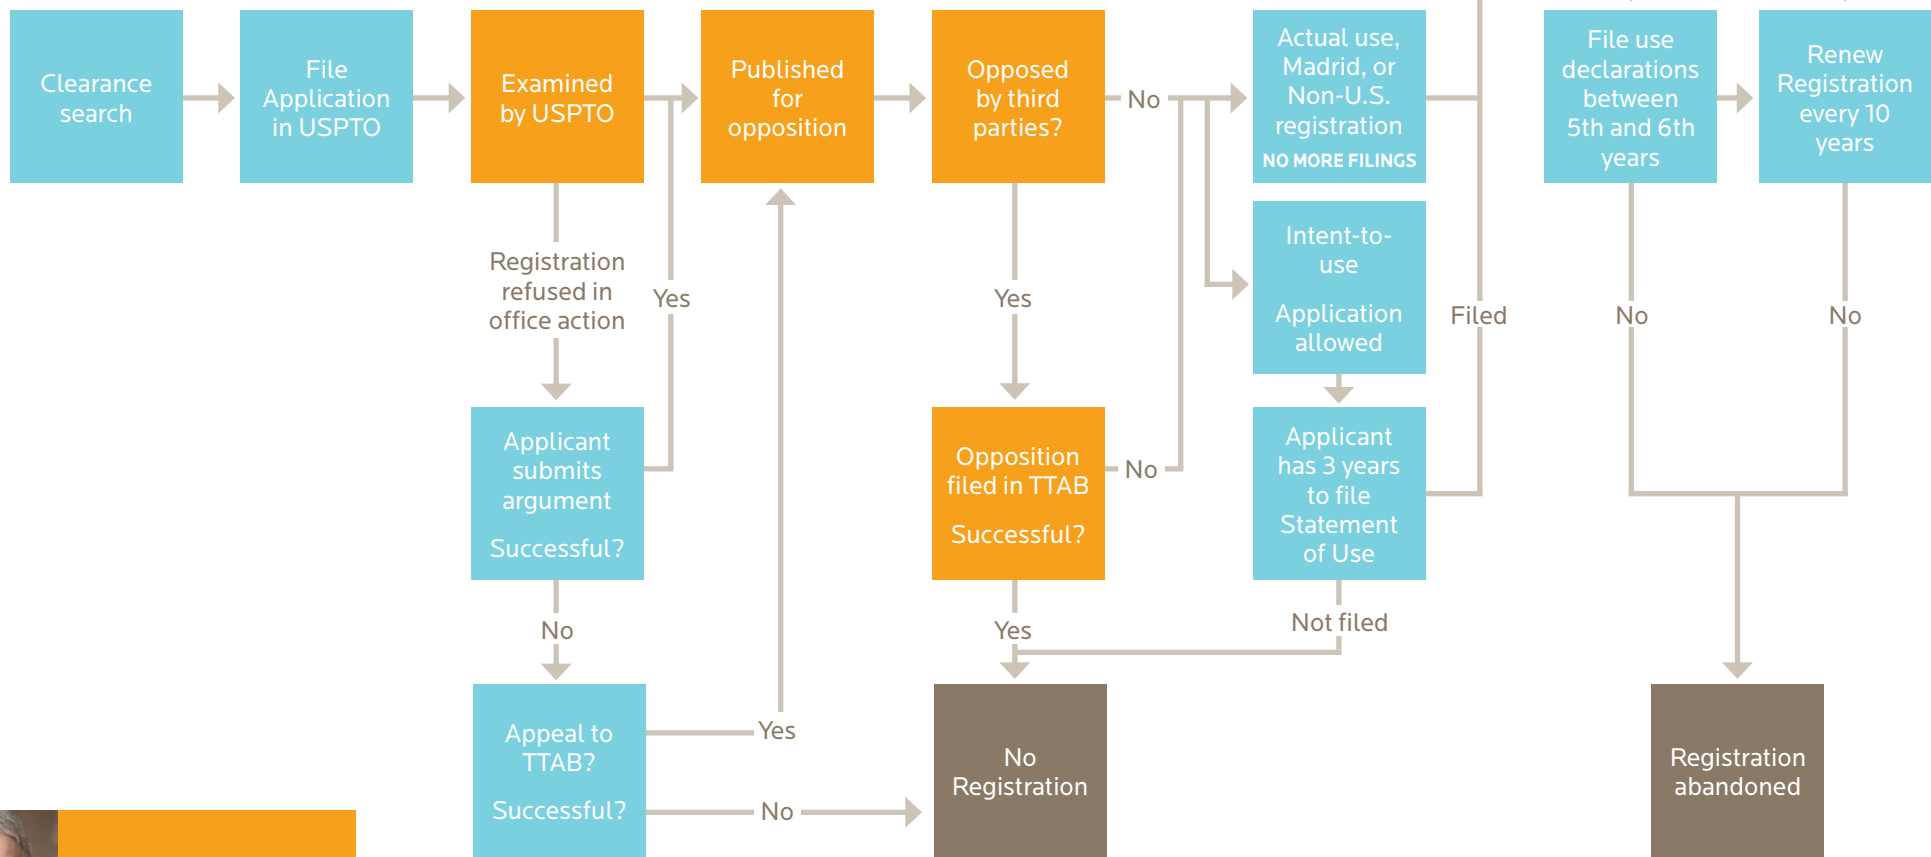 Clearance
search
File
Application
in USPTO
Examined
by USPTO
Published
for
opposition
Opposed
by third
parties?
No
Actual use,
Madrid, or
Non-U.S.
registration
NO MORE FILINGS
File use
declarations
between
5th and 6th
years
Renew
Registration
every 10
years
Registration
refused in
office action
Yes
Yes
Intent-to-
use
Application
allowed
Filed
No
No
Applicant
submits
argument
Successful?
Opposition
filed in TTAB
Successful?
No
Applicant
has 3 years
to file
Statement
of Use
No
Yes
Not filed
Appeal to
TTAB?
Successful?
Yes
No
No
Registration
Registration
abandoned